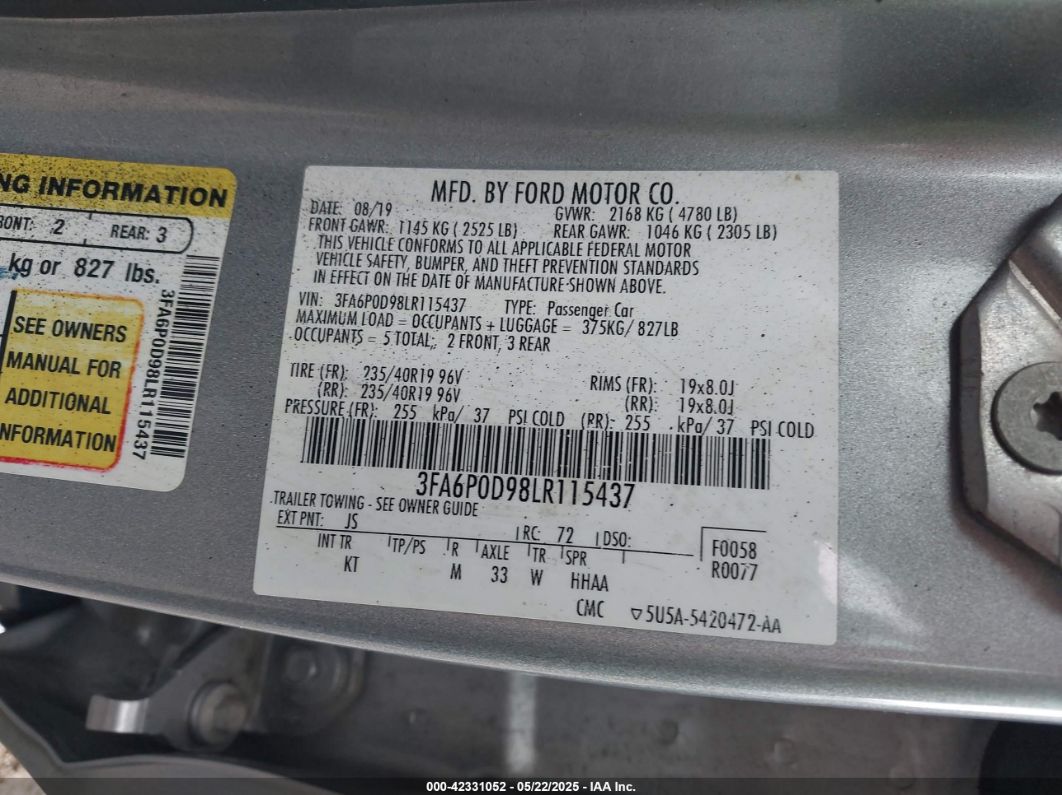 NG INFORMATION
RONT: 2 REAR: 3
kg or 827 lbs.
SEE OWNERS
MANUAL FOR
ADDITIONAL
INFORMATION
3FA6P0D98LR115437
MFD. BY FORD MOTOR CO.
DATE: 08/19 GVWR: 2168 KG ( 4780 LB)
FRONT GAWR: 1145 KG ( 2525 LB) REAR GAWR: 1046 KG ( 2305 LB)
THIS VEHICLE CONFORMS TO ALL APPLICABLE FEDERAL MOTOR
VEHICLE SAFETY, BUMPER, AND THEFT PREVENTION STANDARDS
IN EFFECT ON THE DATE OF MANUFACTURE SHOWN ABOVE.
VIN: 3FA6P0D98LR115437 TYPE: Passenger Car
MAXIMUM LOAD = OCCUPANTS + LUGGAGE = 375KG/ 827LB
OCCUPANTS = 5 TOTAL; 2 FRONT, 3 REAR
TIRE (FR): 235/40R19 96V RIMS (FR): 19x8.0J
(RR): 235/40R19 96V (RR): 19x8.0J
PRESSURE (FR): 255 kPa/ 37 PSI COLD (RR): 255 kPa/ 37 PSI COLD
3FA6P0D98LR115437
TRAILER TOWING - SEE OWNER GUIDE
EXT PNT: JS RC: 72 DSO:
INT TR TP/PS R AXLE TR SPR
KT M 33 W HHAA
F0058
R0077
CMC ▽5U5A-5420472-AA
000-42331052 - 05/22/2025 - IAA Inc.